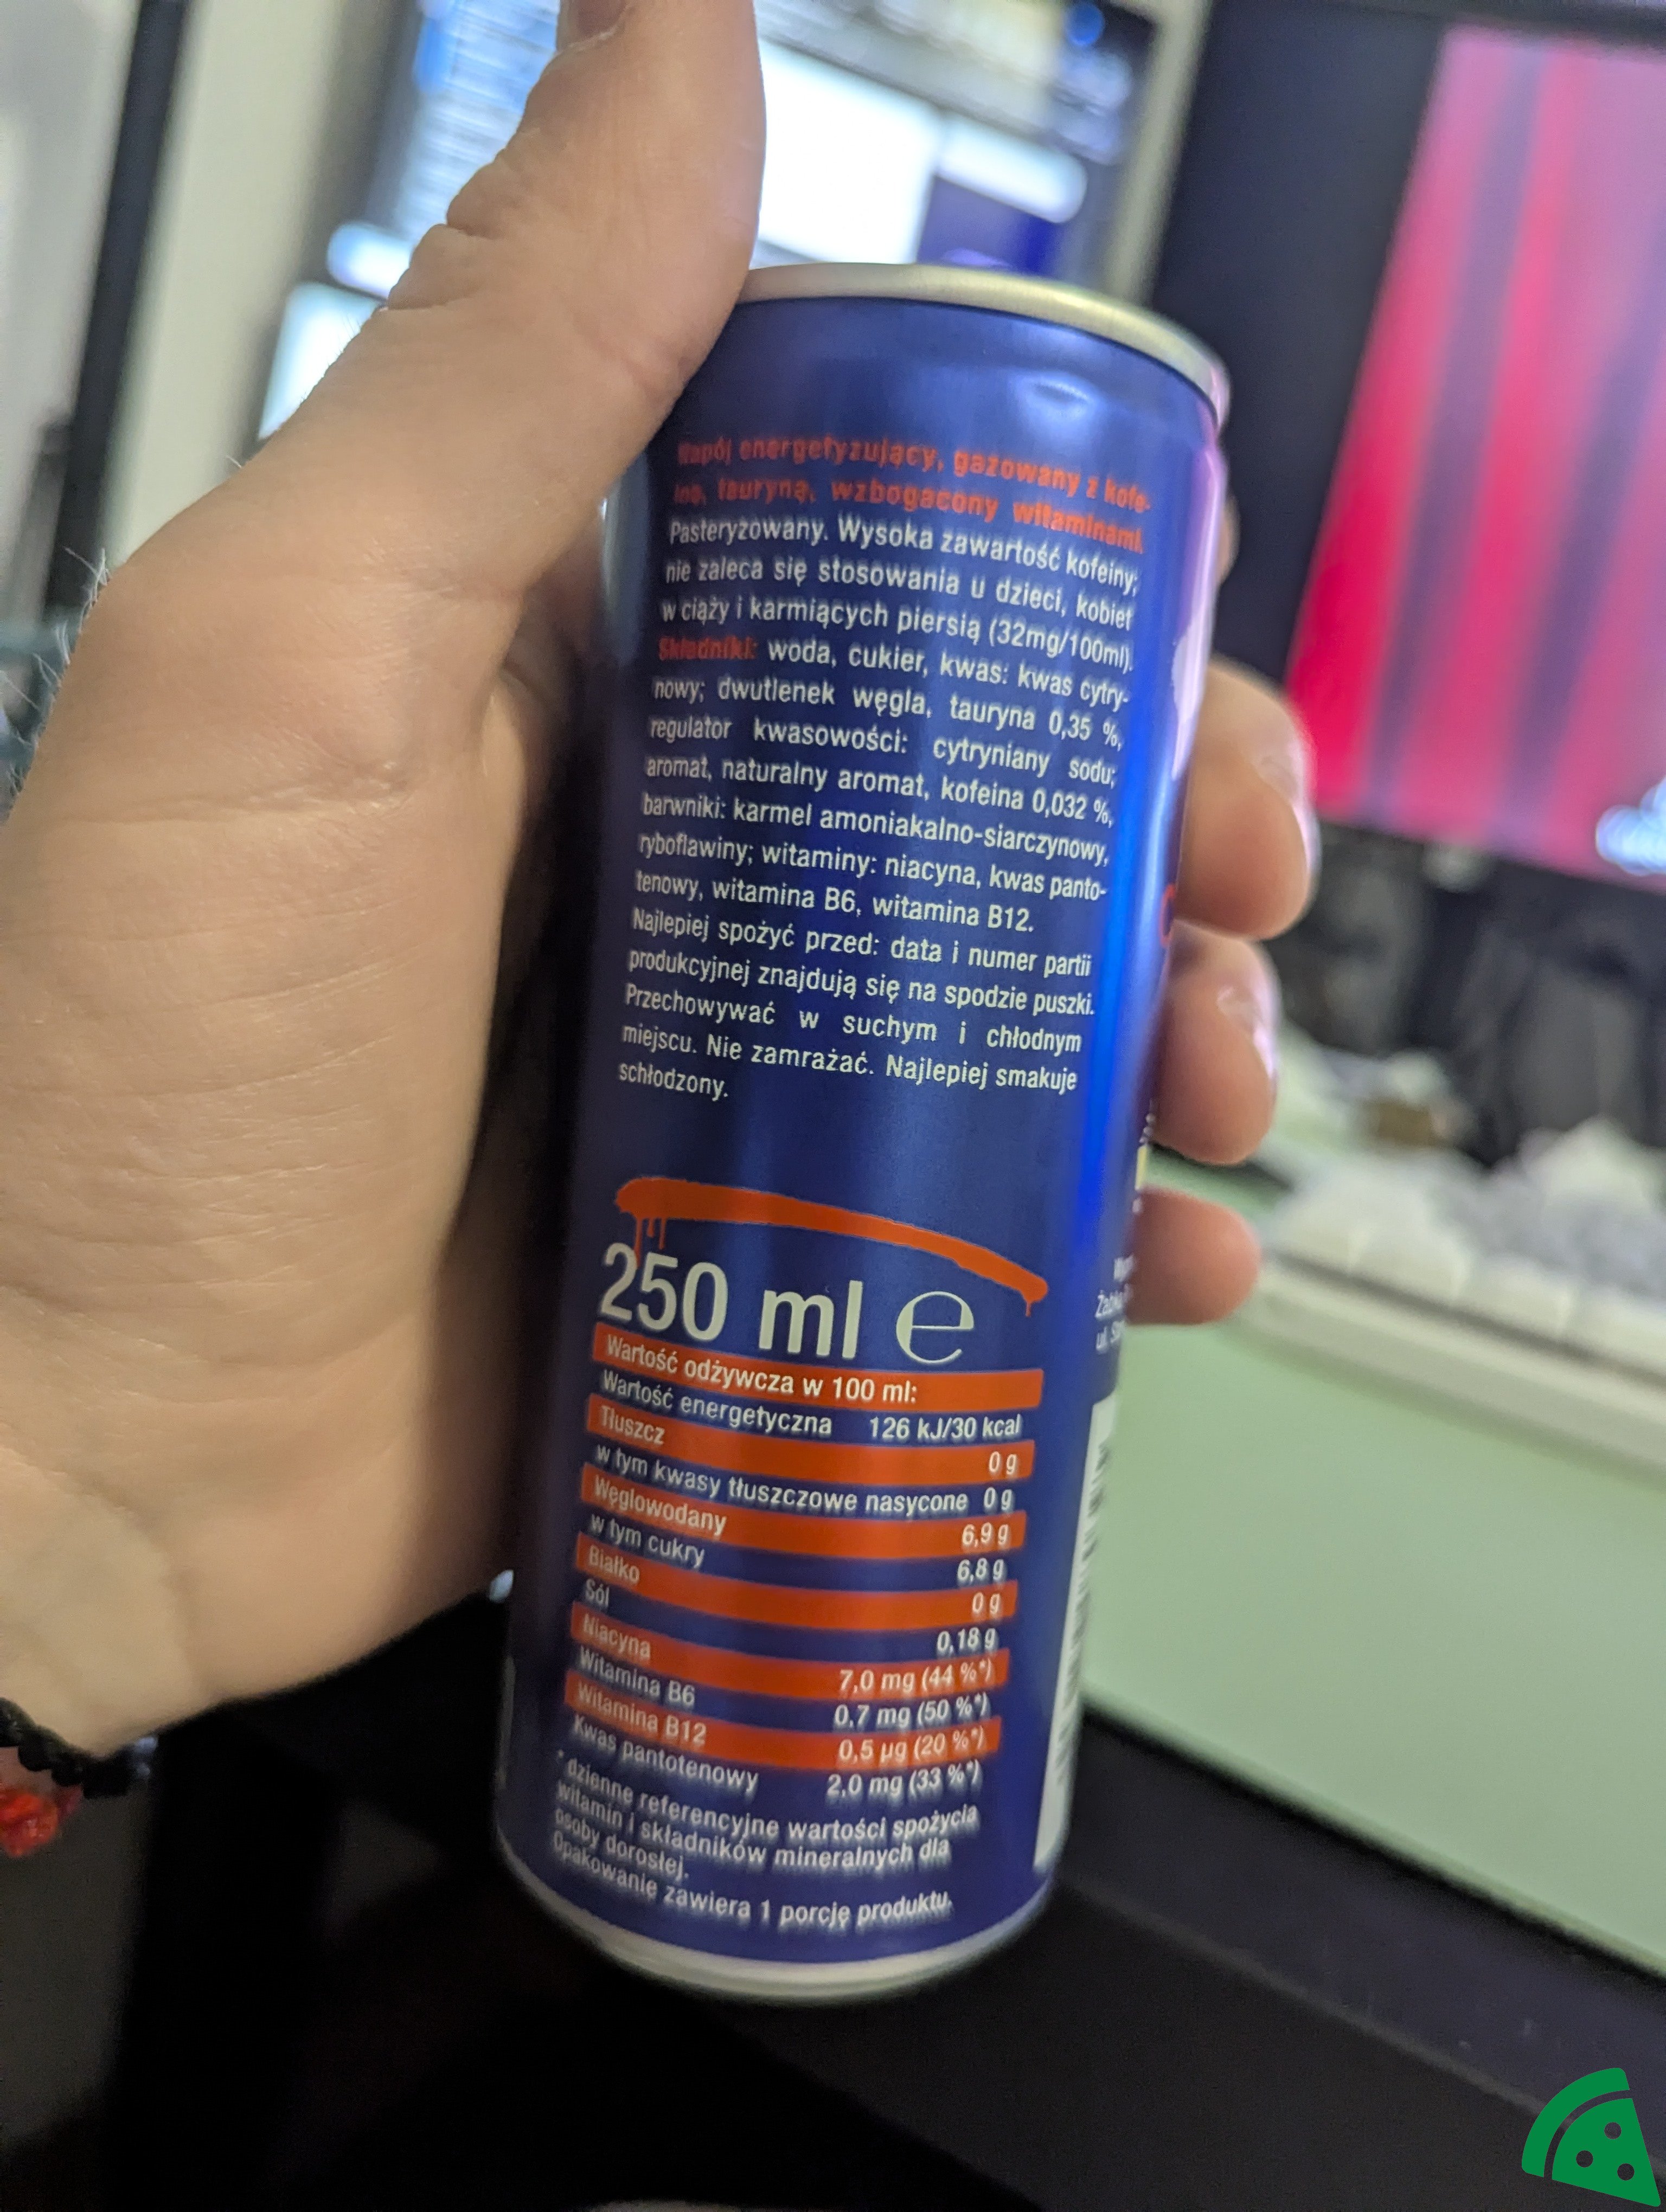 Napój energetyzujący, gazowany z kofe-
iną, tauryną, wzbogacony witaminami.
Pasteryzowany. Wysoka zawartość kofeiny;
nie zaleca się stosowania u dzieci, kobiet
w ciąży i karmiących piersią (32mg/100ml).
Składniki: woda, cukier, kwas: kwas cytry-
nowy; dwutlenek węgla, tauryna 0,35 %,
regulator kwasowości: cytryniany sodu;
aromat, naturalny aromat, kofeina 0,032 %,
barwniki: karmel amoniakalno-siarczynowy,
ryboflawiny; witaminy: niacyna, kwas panto-
tenowy, witamina B6, witamina B12.
Najlepiej spożyć przed: data i numer partii
produkcyjnej znajdują się na spodzie puszki.
Przechowywać w suchym i chłodnym
miejscu. Nie zamrażać. Najlepiej smakuje
schłodzony.
250 ml e
Wartość odżywcza w 100 ml:
Wartość energetyczna 126 kJ/30 kcal
Tłuszcz 0 g
w tym kwasy tłuszczowe nasycone 0 g
Węglowodany 6,9 g
w tym cukry 6,8 g
Białko 0 g
Sól 0,18 g
Niacyna 7,0 mg (44 %*)
Witamina B6 0,7 mg (50 %*)
Witamina B12 0,5 µg (20 %*)
Kwas pantotenowy 2,0 mg (33 %*)
* dzienne referencyjne wartości spożycia
witamin i składników mineralnych dla
osoby dorosłej.
Opakowanie zawiera 1 porcję produktu.